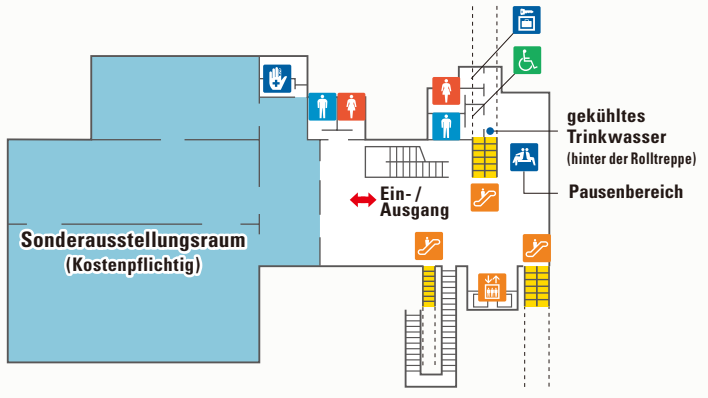 gekühltes
Trinkwasser
(hinter der Rolltreppe)
Pausenbereich
Ein- /
Ausgang
Sonderausstellungsraum
(Kostenpflichtig)